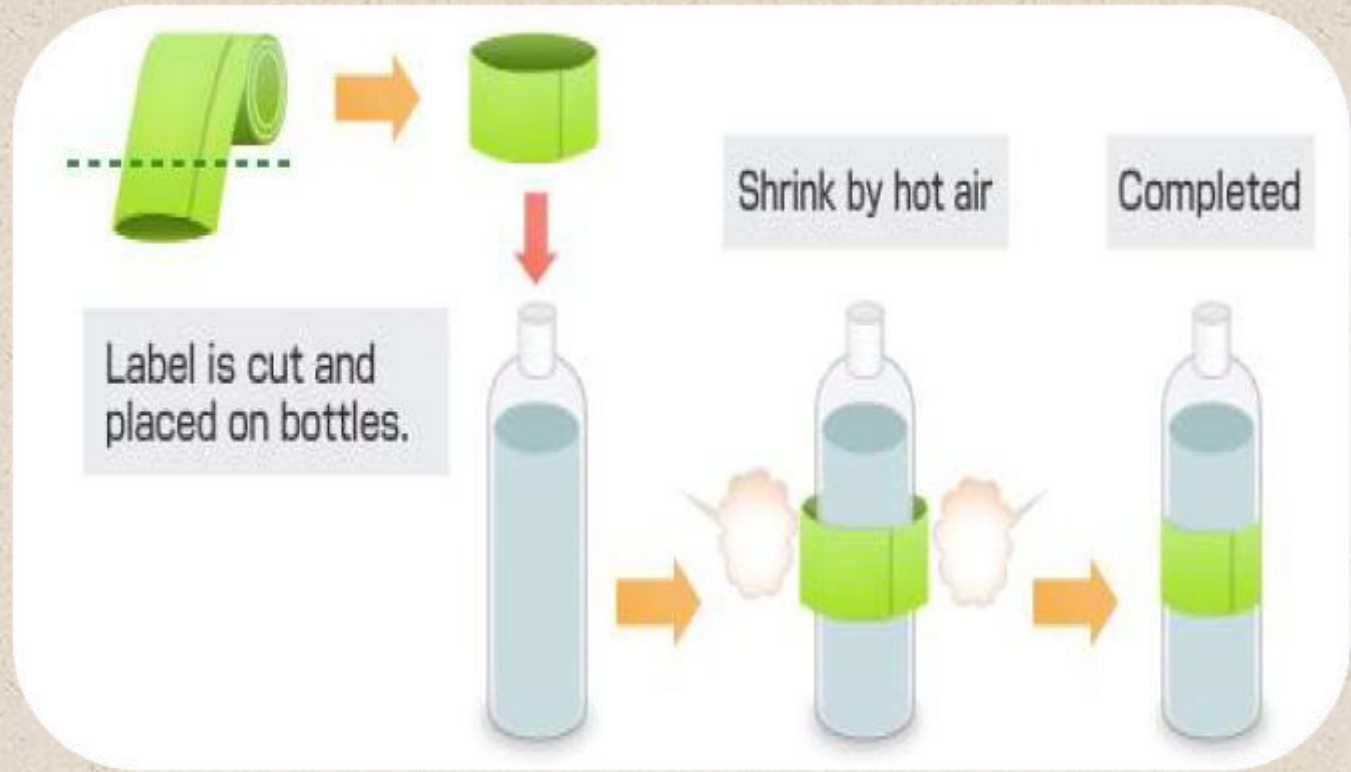 Label is cut and
placed on bottles.
Shrink by hot air
Completed